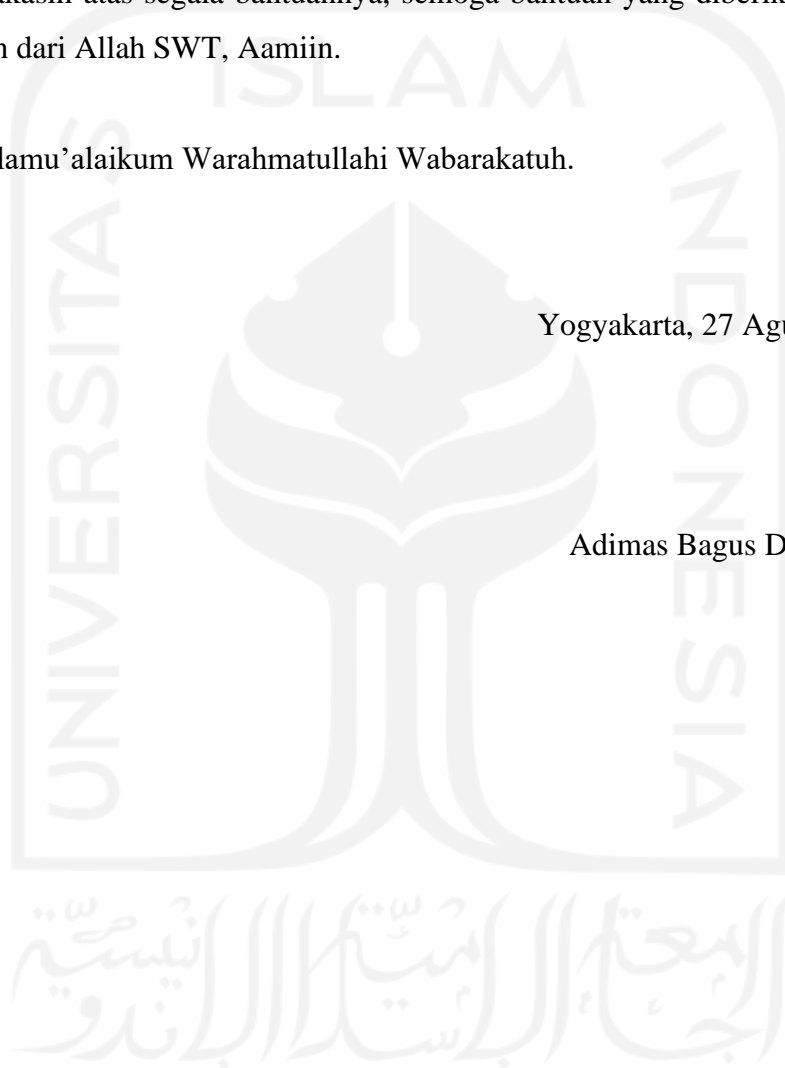 akasih atas segala bantuannya, semoga bantuan yang diberik
n dari Allah SWT, Aamiin.
lamu’alaikum Warahmatullahi Wabarakatuh.
Yogyakarta, 27 Agu
Adimas Bagus D
UNIVERSITAS
ISLAM
INDONESIA